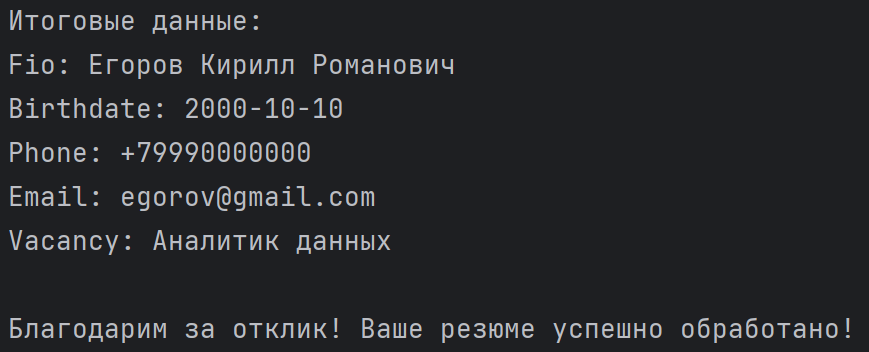 Итоговые данные:
Fio: Егоров Кирилл Романович
Birthdate: 2000-10-10
Phone: +79990000000
Email: egorov@gmail.com
Vacancy: Аналитик данных
Благодарим за отклик! Ваше резюме успешно обработано!